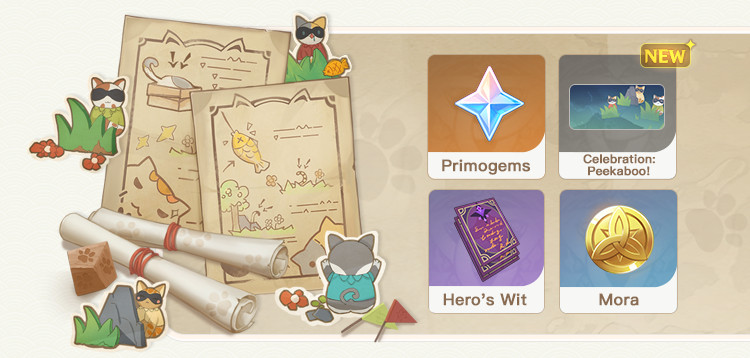 NEW
Primogems
Celebration:
Peekaboo!
Hero's Wit
Mora